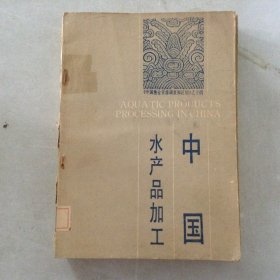 AQUATIC PRODUCTS
PROCESSING IN CHINA
中国
水产品加工